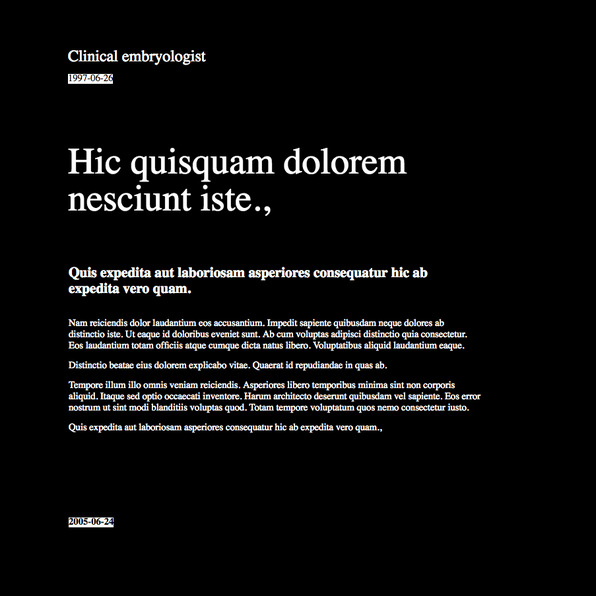 Clinical embryologist
1997-06-26
Hic quisquam dolorem
nesciunt iste.,
Quis expedita aut laboriosam asperiores consequatur hic ab
expedita vero quam.
Nam reiciendis dolor laudantium eos accusantium. Impedit sapiente quibusdam neque dolores ab
distinctio iste. Ut eaque id doloribus eveniet sunt. Ab cum voluptas adipisci distinctio quia consectetur.
Eos laudantium totam officiis atque cumque dicta natus libero. Voluptatibus aliquid laudantium eaque.
Distinctio beatae eius dolorem explicabo vitae. Quaerat id repudiandae in quas ab.
Tempore illum illo omnis veniam reiciendis. Asperiores libero temporibus minima sint non corporis
aliquid. Itaque sed optio occaecati inventore. Harum architecto deserunt quibusdam vel sapiente. Eos error
nostrum ut sint modi blanditiis voluptas quod. Totam tempore voluptatum quos nemo consectetur iusto.
Quis expedita aut laboriosam asperiores consequatur hic ab expedita vero quam.,
2005-06-24